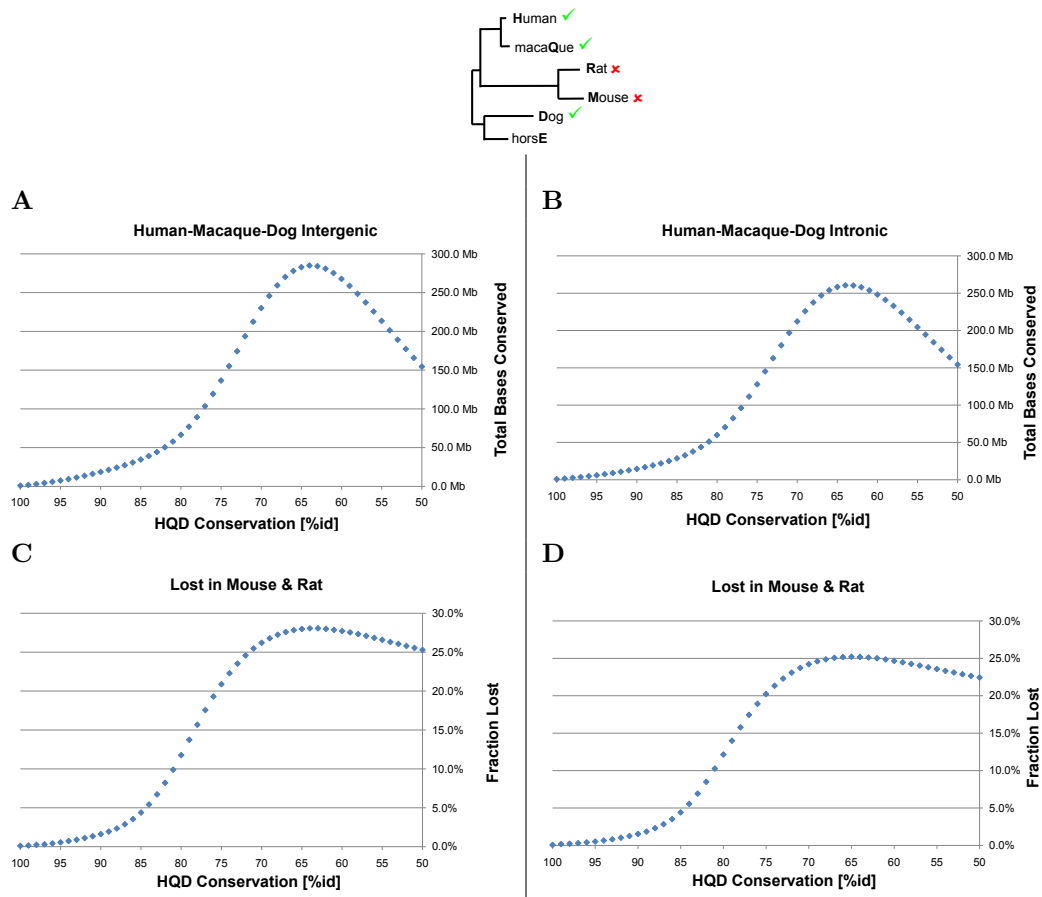 Human ✓
macaQue ✓
Rat ✘
Mouse ✘
Dog ✓
horsE
A
Human-Macaque-Dog Intergenic
300.0 Mb
250.0 Mb
200.0 Mb
150.0 Mb
100.0 Mb
50.0 Mb
0.0 Mb
Total Bases Conserved
100 95 90 85 80 75 70 65 60 55 50
HQD Conservation [%id]
B
Human-Macaque-Dog Intronic
300.0 Mb
250.0 Mb
200.0 Mb
150.0 Mb
100.0 Mb
50.0 Mb
0.0 Mb
Total Bases Conserved
100 95 90 85 80 75 70 65 60 55 50
HQD Conservation [%id]
C
Lost in Mouse & Rat
30.0%
25.0%
20.0%
15.0%
10.0%
5.0%
0.0%
Fraction Lost
100 95 90 85 80 75 70 65 60 55 50
HQD Conservation [%id]
D
Lost in Mouse & Rat
30.0%
25.0%
20.0%
15.0%
10.0%
5.0%
0.0%
Fraction Lost
100 95 90 85 80 75 70 65 60 55 50
HQD Conservation [%id]